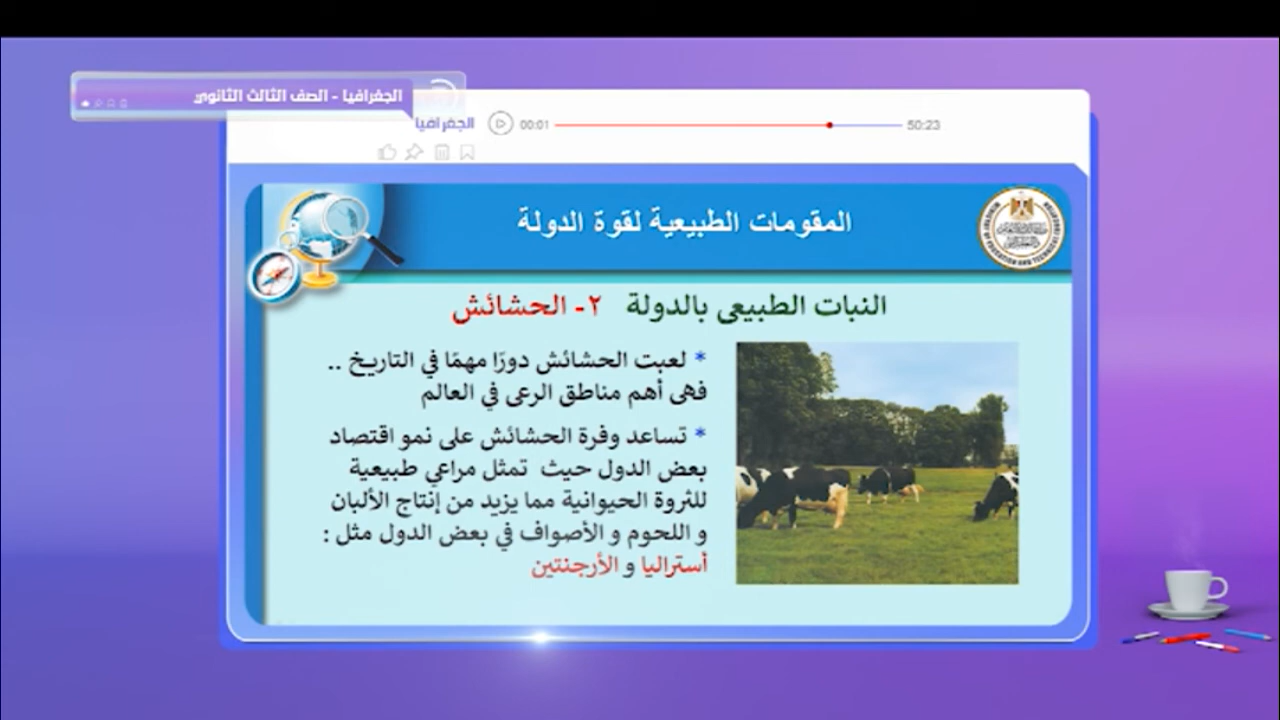 الجغرافيا - الصف الثالث الثانوي
الجغرافيا
00:01
50:23
المقومات الطبيعية لقوة الدولة
النبات الطبيعى بالدولة ٢- الحشائش
* لعبت الحشائش دورًا مهمًا في التاريخ ..
فهى أهم مناطق الرعى في العالم
* تساعد وفرة الحشائش على نمو اقتصاد
بعض الدول حيث تمثل مراعي طبيعية
للثروة الحيوانية مما يزيد من إنتاج الألبان
و اللحوم و الأصواف في بعض الدول مثل :
أستراليا و الأرجنتين